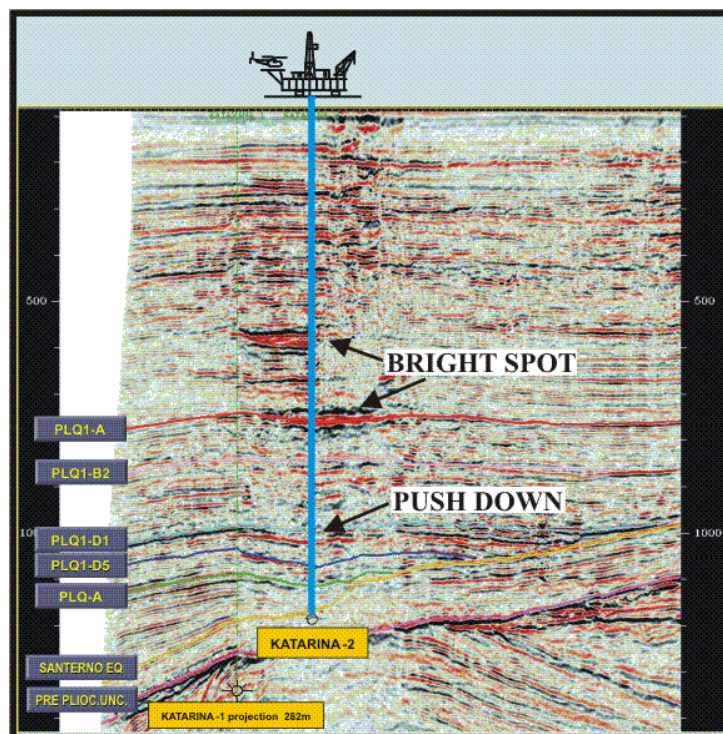 500
500
BRIGHT SPOT
PLQ1-A
PLQ1-B2
PUSH DOWN
1000
PLQ1-D1
PLQ1-D5
PLQ-A
KATARINA -2
SANTERNO EQ
PRE PLIOC.UNC.
KATARINA -1 projection 282m